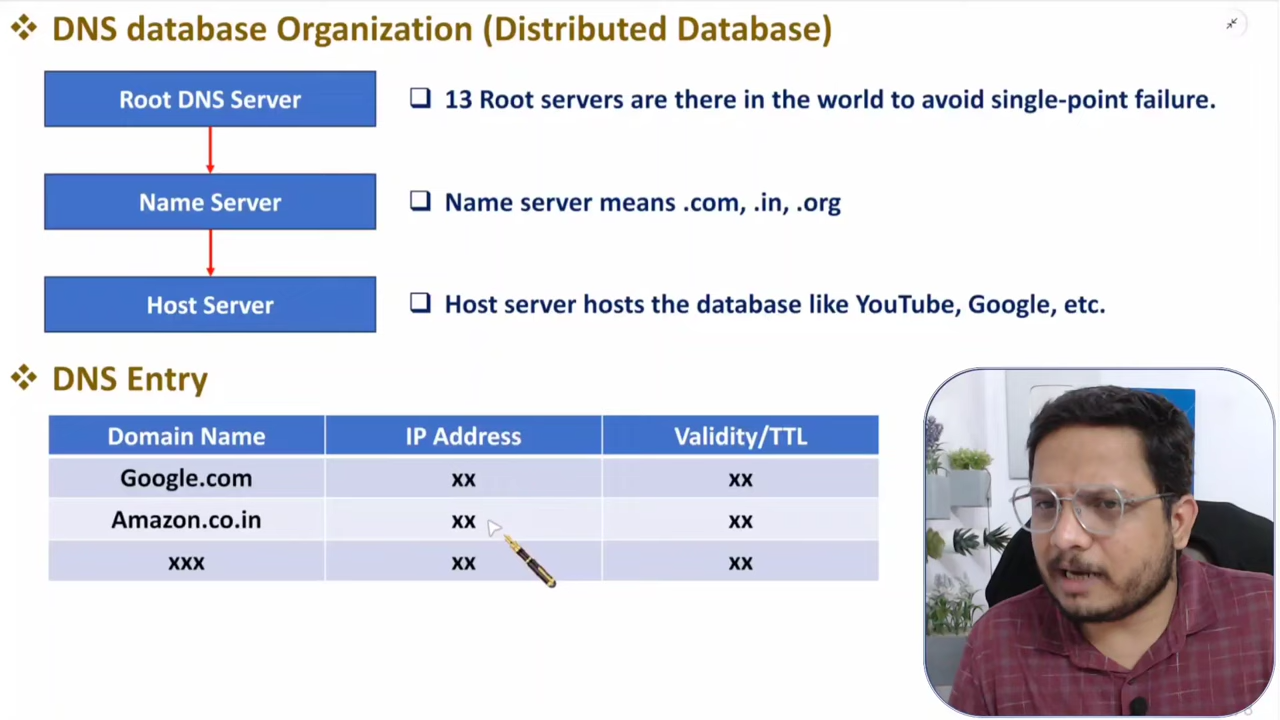 ❖ DNS database Organization (Distributed Database)
Root DNS Server
❑ 13 Root servers are there in the world to avoid single-point failure.
Name Server
❑ Name server means .com, .in, .org
Host Server
❑ Host server hosts the database like YouTube, Google, etc.
❖ DNS Entry
Domain Name IP Address Validity/TTL
Google.com xx xx
Amazon.co.in xx xx
xxx xx xx